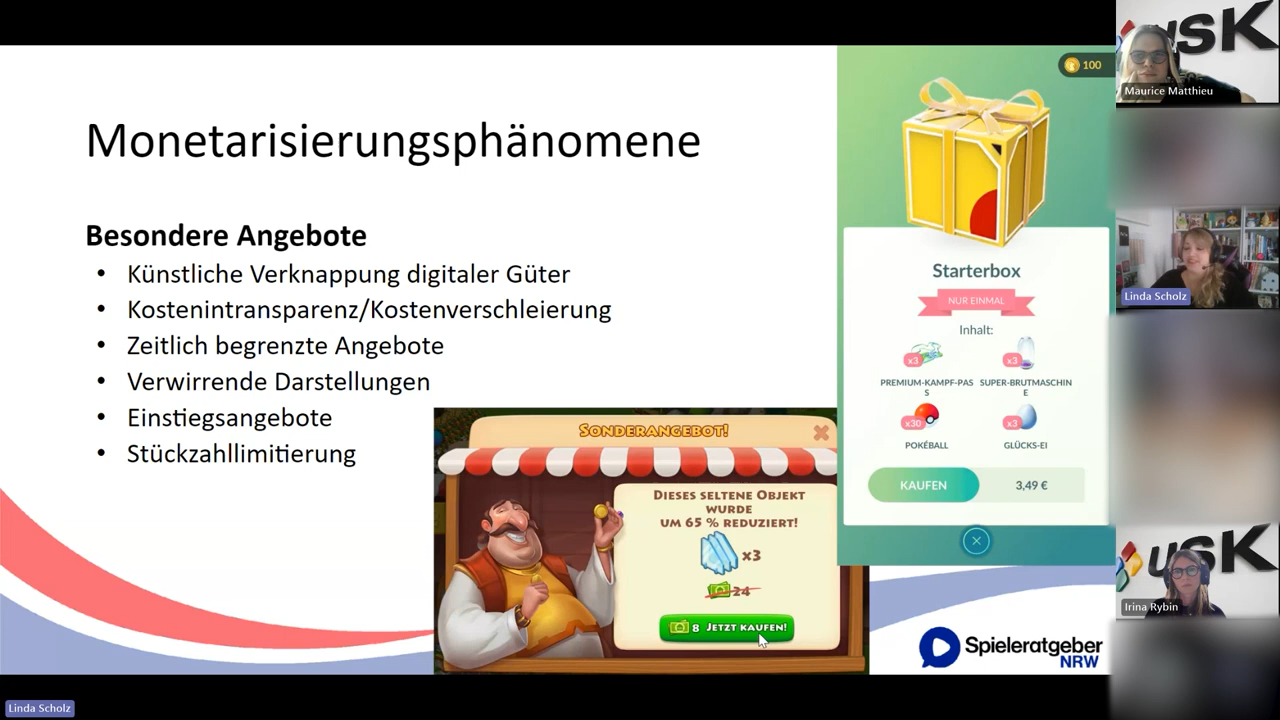 Monetarisierungsphänomene
Besondere Angebote
• Künstliche Verknappung digitaler Güter
• Kostenintransparenz/Kostenverschleierung
• Zeitlich begrenzte Angebote
• Verwirrende Darstellungen
• Einstiegsangebote
• Stückzahllimitierung
SONDERANGEBOT!
DIESES SELTENE OBJEKT
WURDE
UM 65 % REDUZIERT!
x3
24
8 JETZT KAUFEN!
100
Starterbox
NUR EINMAL
Inhalt:
x3
x3
PREMIUM-KAMPF-PAS
S
SUPER-BRUTMASCHIN
E
x30
x3
POKÉBALL
GLÜCKS-EI
KAUFEN
3,49 €
Spieleratgeber
NRW
usk
Maurice Matthieu
Linda Scholz
usk
Irina Rybin
Linda Scholz